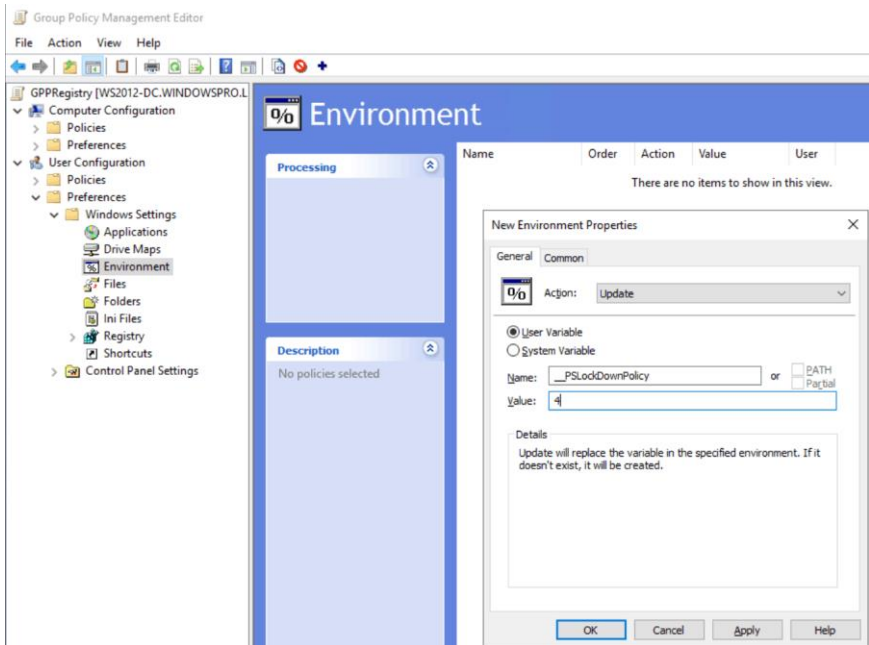 Group Policy Management Editor
File Action View Help
GPPRegistry [WS2012-DC.WINDOWSPRO.L
Computer Configuration
Policies
Preferences
User Configuration
Policies
Preferences
Windows Settings
Applications
Drive Maps
Environment
Files
Folders
Ini Files
Registry
Shortcuts
Control Panel Settings
% Environment
Processing
Description
No policies selected
Name Order Action Value User
There are no items to show in this view.
New Environment Properties
General Common
% Action: Update
User Variable
System Variable
Name: __PSLockDownPolicy or PATH
Partial
Value: 4
Details
Update will replace the variable in the specified environment. If it
doesn't exist, it will be created.
OK Cancel Apply Help